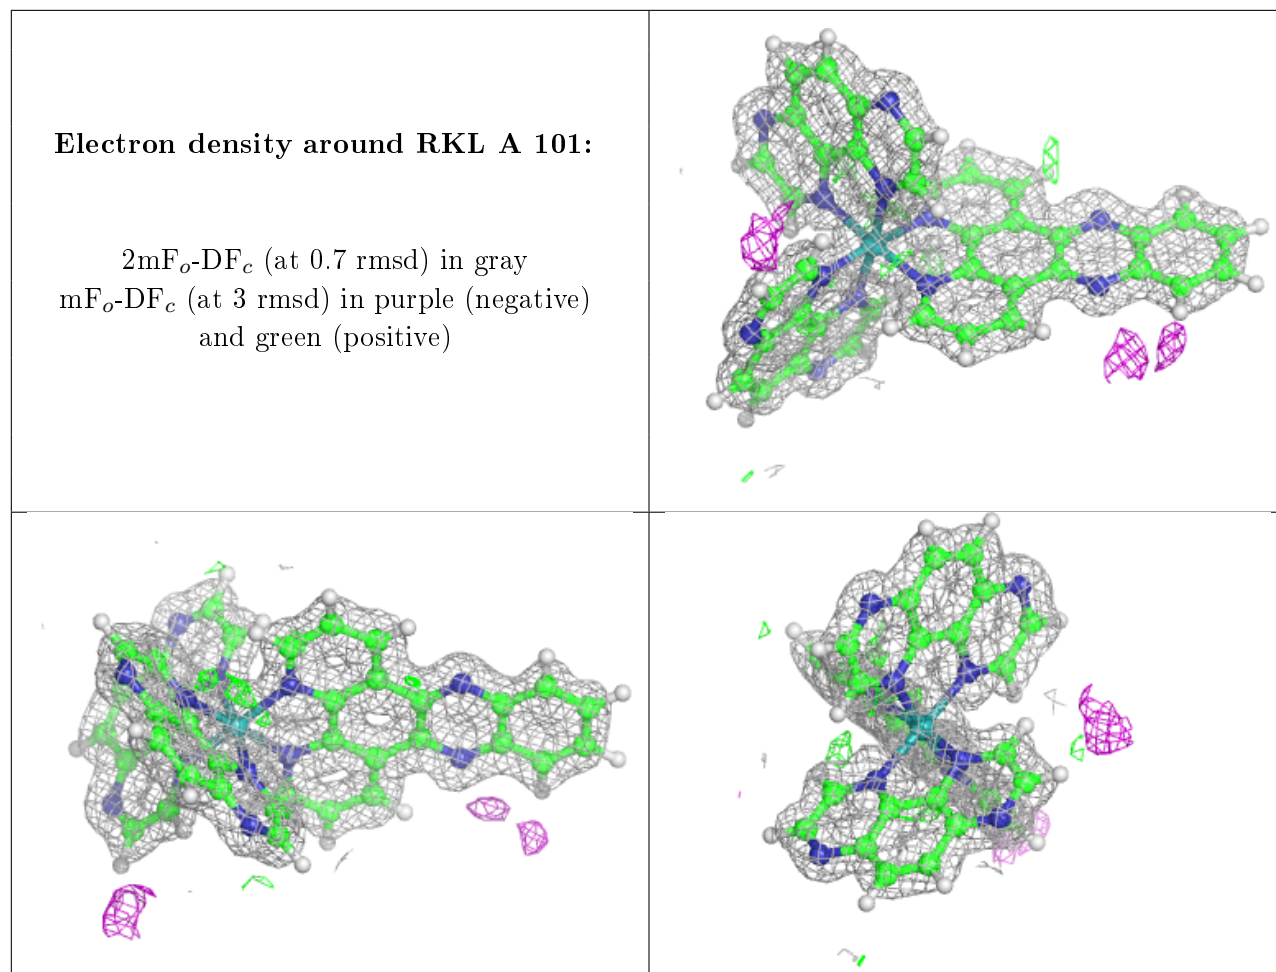 Electron density around RKL A 101:
2mFo-DFc (at 0.7 rmsd) in gray
mFo-DFc (at 3 rmsd) in purple (negative)
and green (positive)